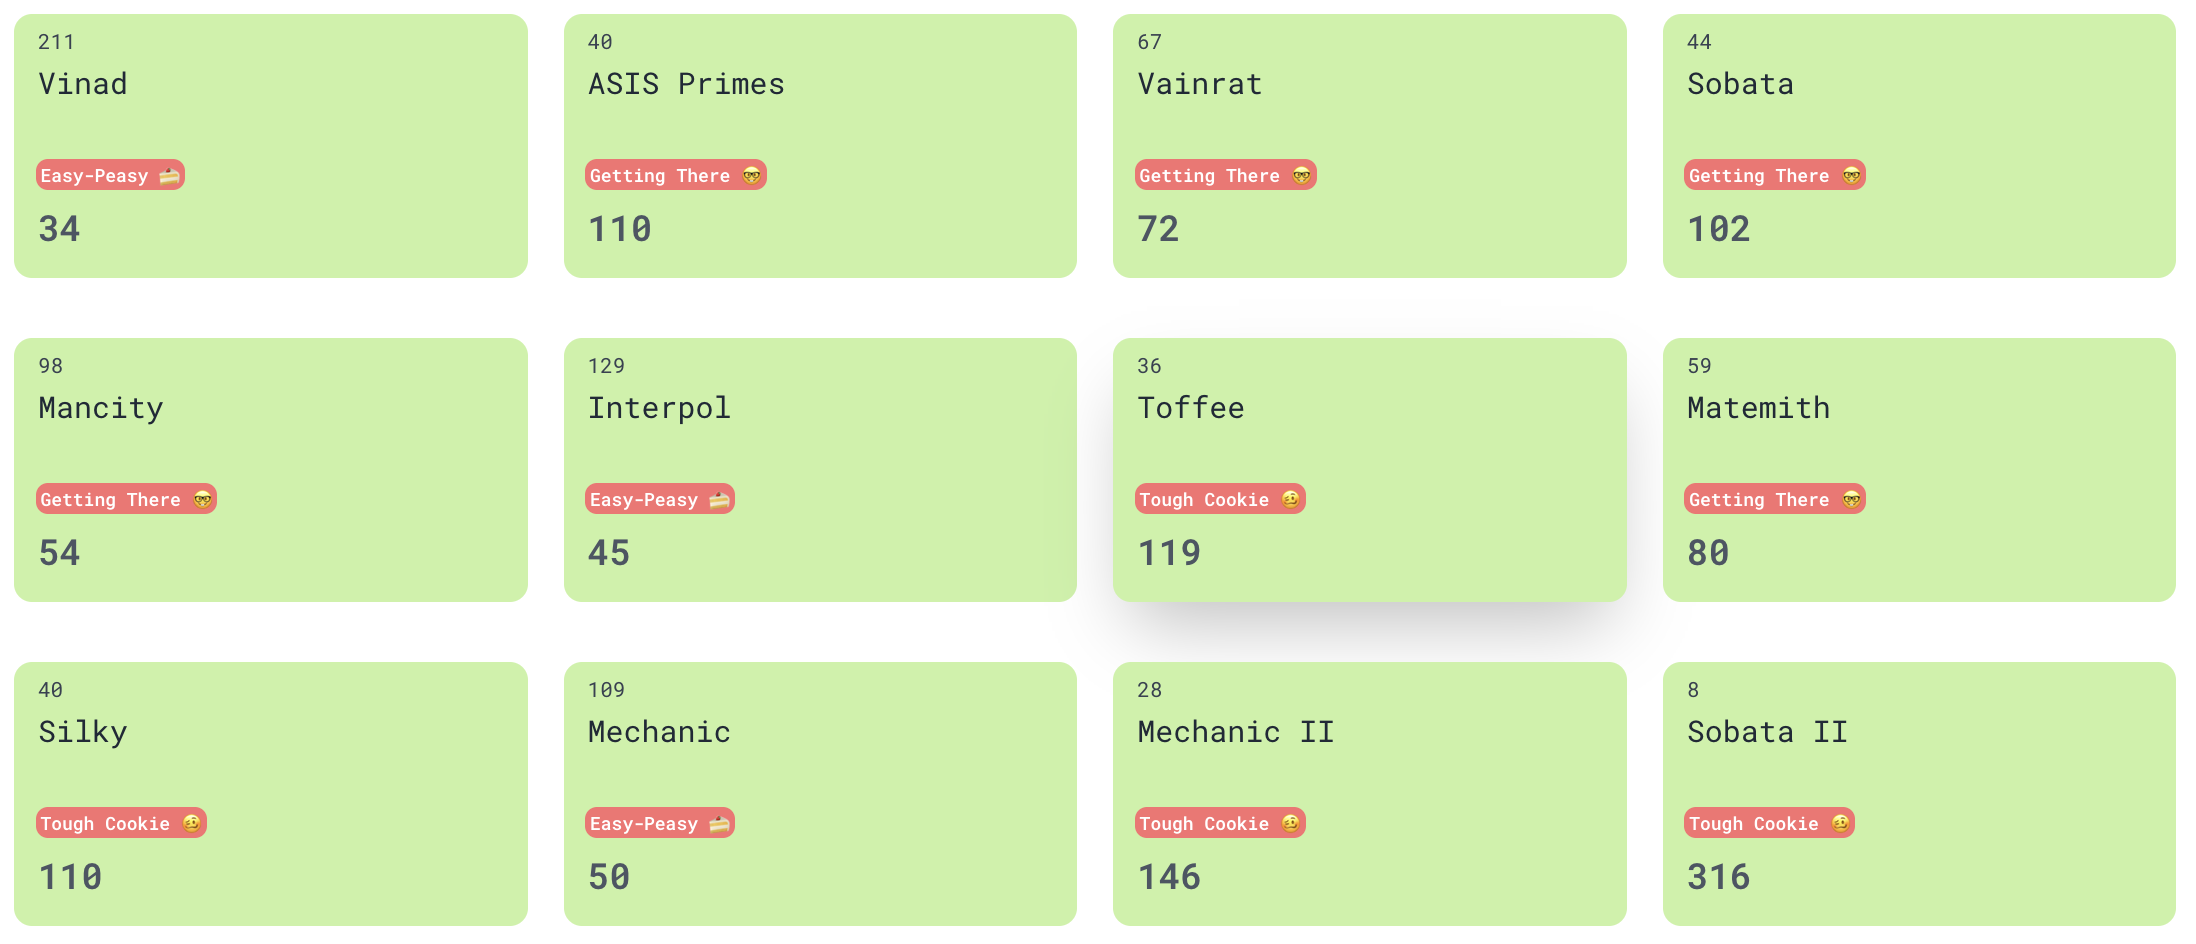 211
Vinad
Easy-Peasy 🍰
34
40
ASIS Primes
Getting There 🤓
110
67
Vainrat
Getting There 🤓
72
44
Sobata
Getting There 🤓
102
98
Mancity
Getting There 🤓
54
129
Interpol
Easy-Peasy 🍰
45
36
Toffee
Tough Cookie 🥴
119
59
Matemith
Getting There 🤓
80
40
Silky
Tough Cookie 🥴
110
109
Mechanic
Easy-Peasy 🍰
50
28
Mechanic II
Tough Cookie 🥴
146
8
Sobata II
Tough Cookie 🥴
316